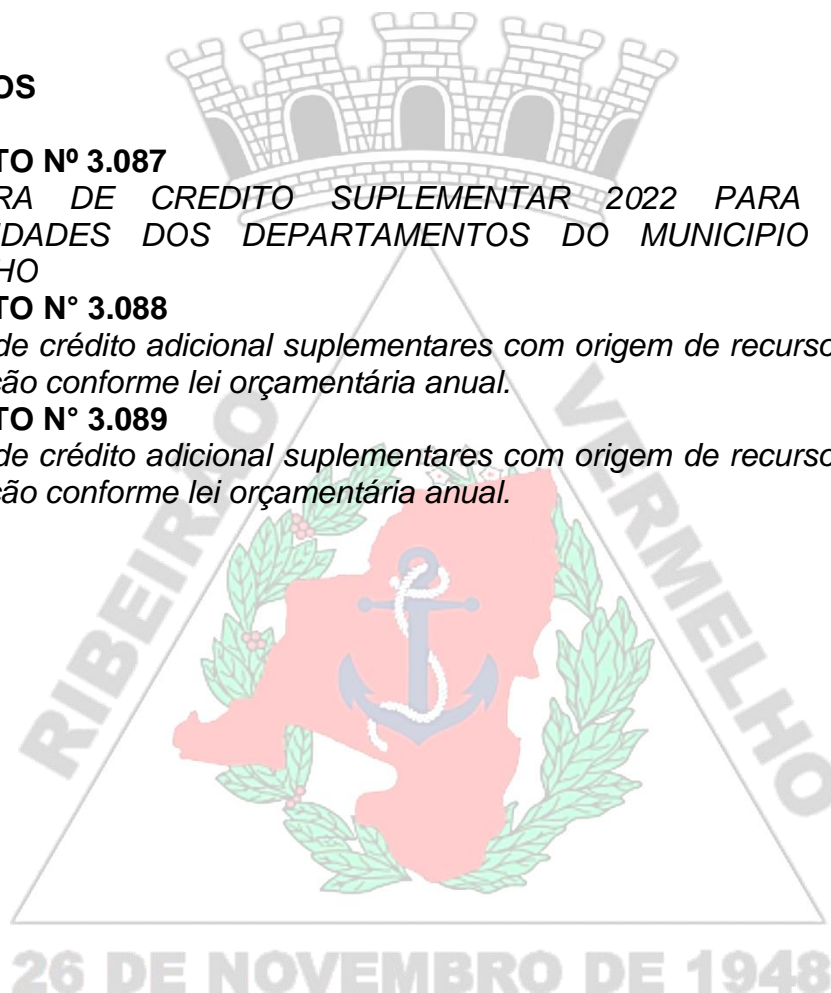 OS
TO Nº 3.087
RA DE CREDITO SUPLEMENTAR 2022 PARA
IDADES DOS DEPARTAMENTOS DO MUNICIPIO
HO
TO N° 3.088
de crédito adicional suplementares com origem de recurso
ção conforme lei orçamentária anual.
TO N° 3.089
de crédito adicional suplementares com origem de recurso
ção conforme lei orçamentária anual.
RIBEIRÃO
VERMELHO
26 DE NOVEMBRO DE 1948